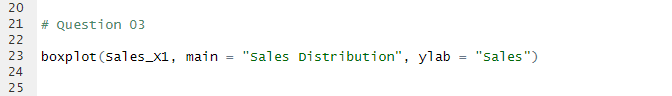 20
21 # Question 03
22
23 boxplot(Sales_X1, main = "Sales Distribution", ylab = "Sales")
24
25